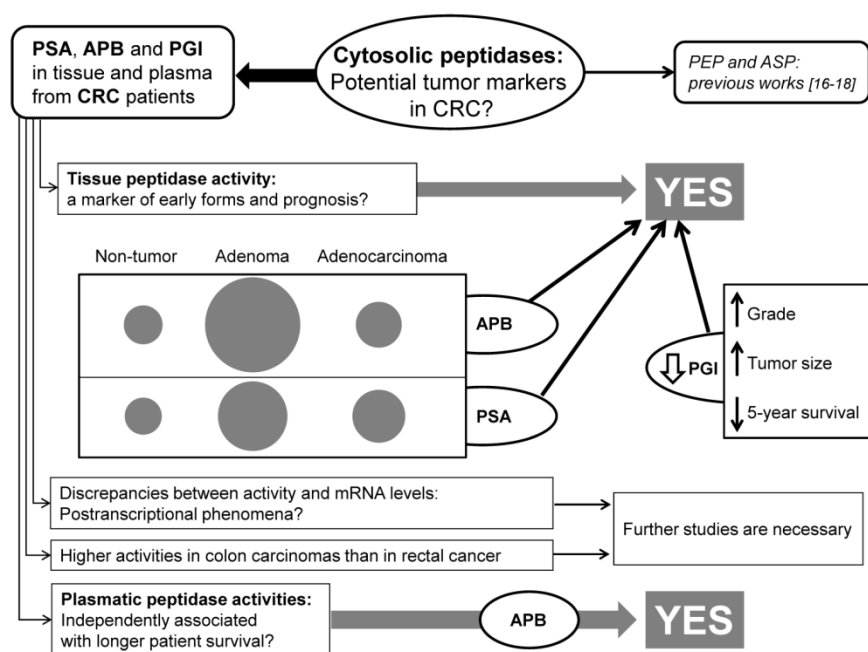 PSA, APB and PGI
in tissue and plasma
from CRC patients
Cytosolic peptidases:
Potential tumor markers
in CRC?
PEP and ASP:
previous works [16-18]
Tissue peptidase activity:
a marker of early forms and prognosis?
YES
Non-tumor Adenoma Adenocarcinoma
APB
PSA
PGI
Grade
Tumor size
5-year survival
Discrepancies between activity and mRNA levels:
Postranscriptional phenomena?
Higher activities in colon carcinomas than in rectal cancer
Further studies are necessary
Plasmatic peptidase activities:
Independently associated
with longer patient survival?
APB
YES